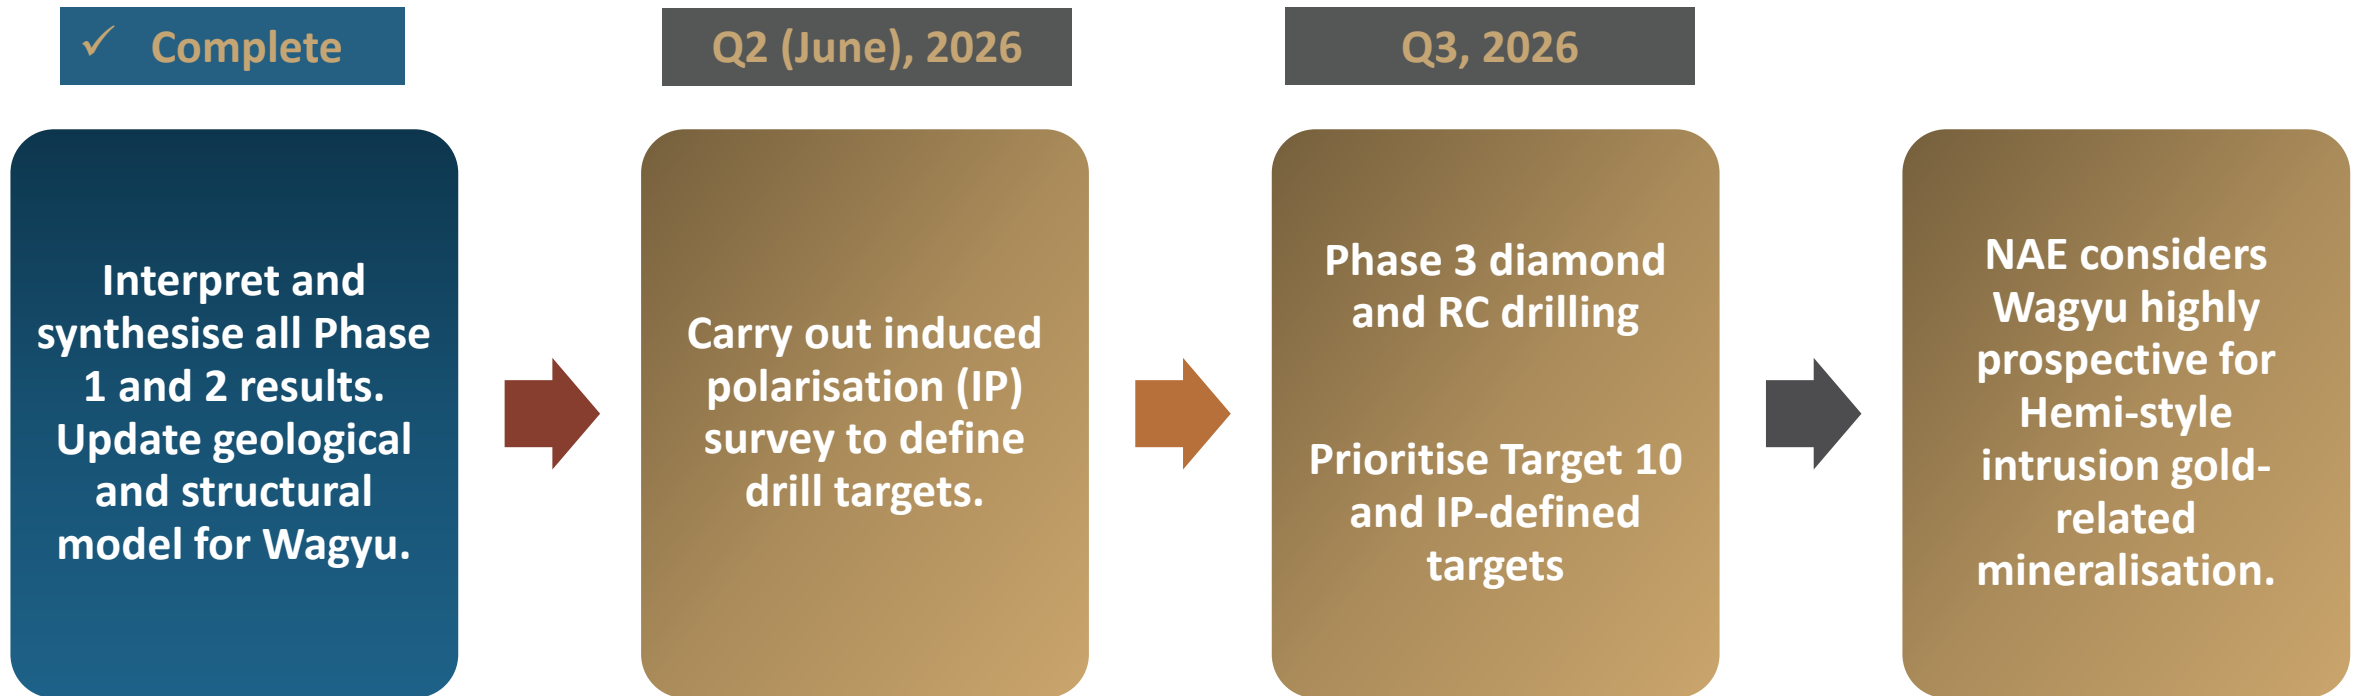 ✓ Complete
Q2 (June), 2026
Q3, 2026
Interpret and
synthesise all Phase
1 and 2 results.
Update geological
and structural
model for Wagyu.
Carry out induced
polarisation (IP)
survey to define
drill targets.
Phase 3 diamond
and RC drilling
Prioritise Target 10
and IP-defined
targets
NAE considers
Wagyu highly
prospective for
Hemi-style
intrusion gold-
related
mineralisation.